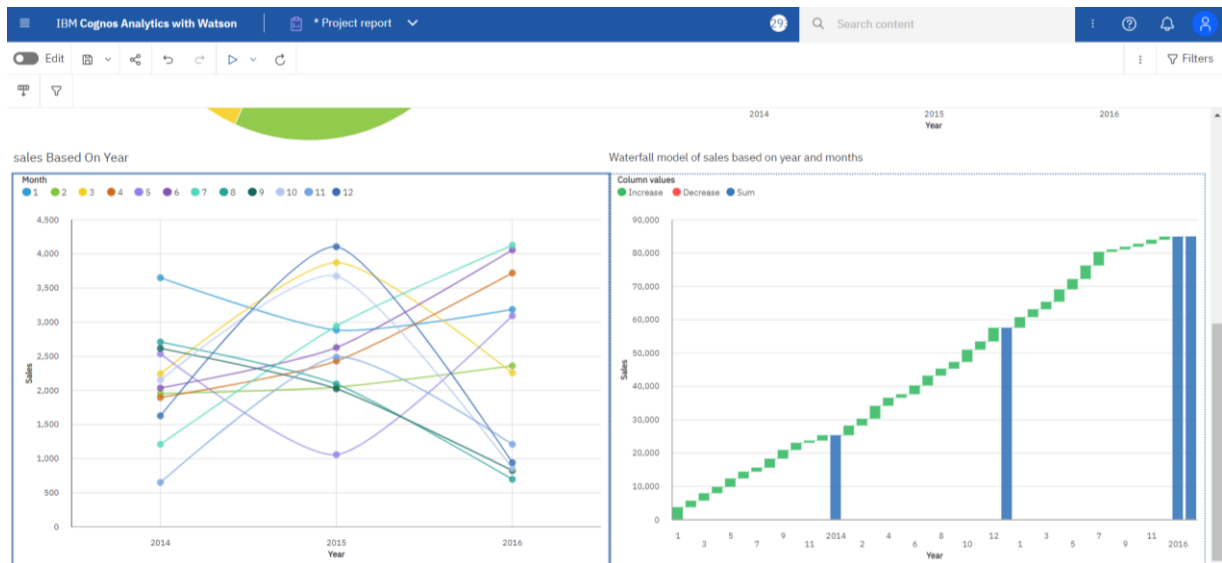 IBM Cognos Analytics with Watson
* Project report
29
Search content
Edit
Filters
2014 2015 2016
Year
sales Based On Year
Month
1 2 3 4 5 6 7 8 9 10 11 12
4,500
4,000
3,500
3,000
2,500
2,000
1,500
1,000
500
0
Sales
2014 2015 2016
Year
Waterfall model of sales based on year and months
Column values
Increase Decrease Sum
90,000
80,000
70,000
60,000
50,000
40,000
30,000
20,000
10,000
0
Sales
1 5 9 2014 4 8 12 3 7 11
3 7 11 2 6 10 1 5 9 2016
Year